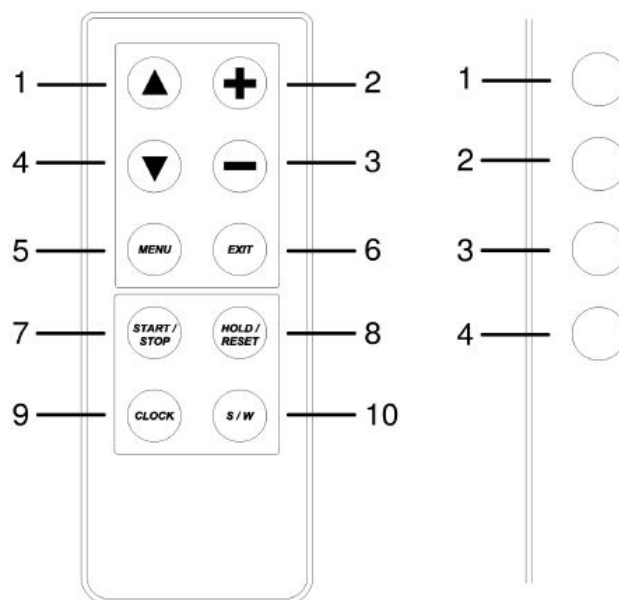 1 2 1
4 3 2
5 MENU EXIT 6 3
7 START / STOP HOLD / RESET 8 4
9 CLOCK S / W 10